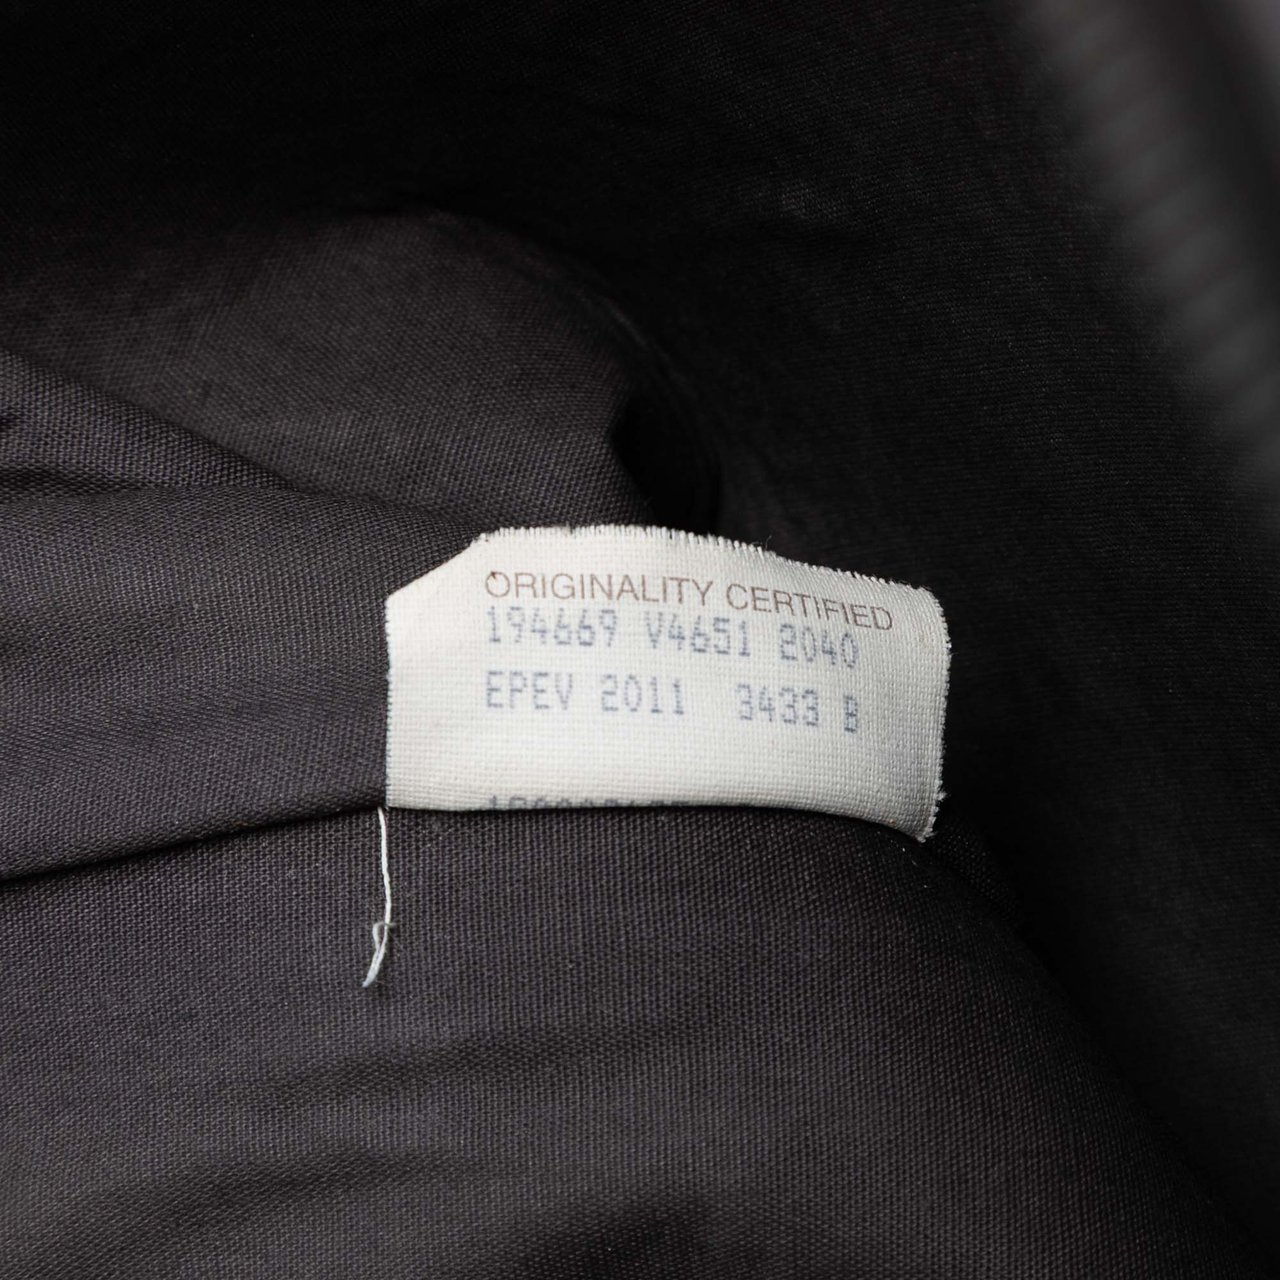 ORIGINALITY CERTIFIED
194669 V4651 2040
EPEV 2011 3433 B